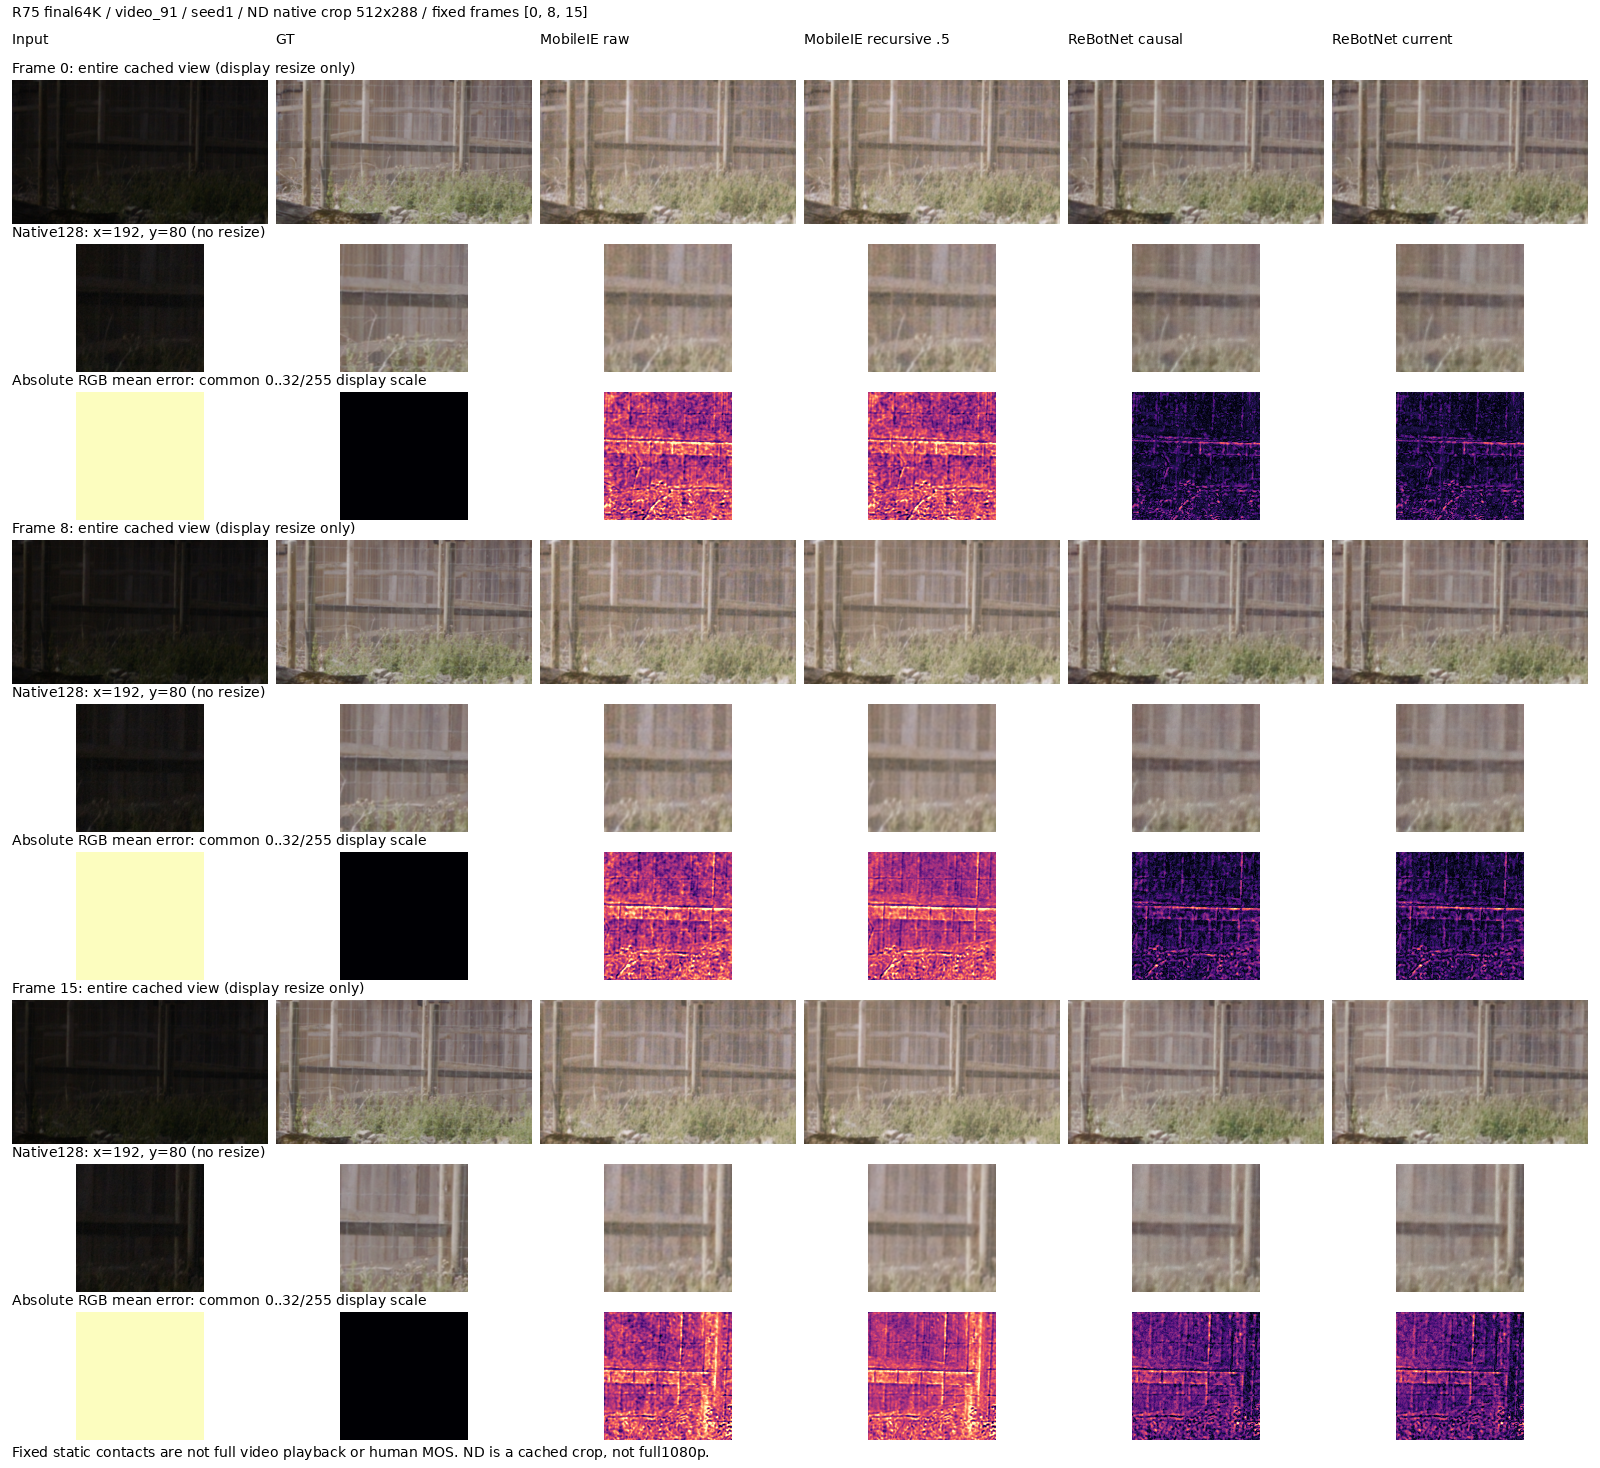 R75 final64K / video_91 / seed1 / ND native crop 512x288 / fixed frames [0, 8, 15]
Input GT MobileIE raw MobileIE recursive .5 ReBotNet causal ReBotNet current
Frame 0: entire cached view (display resize only)
Native128: x=192, y=80 (no resize)
Absolute RGB mean error: common 0..32/255 display scale
Frame 8: entire cached view (display resize only)
Native128: x=192, y=80 (no resize)
Absolute RGB mean error: common 0..32/255 display scale
Frame 15: entire cached view (display resize only)
Native128: x=192, y=80 (no resize)
Absolute RGB mean error: common 0..32/255 display scale
Fixed static contacts are not full video playback or human MOS. ND is a cached crop, not full1080p.